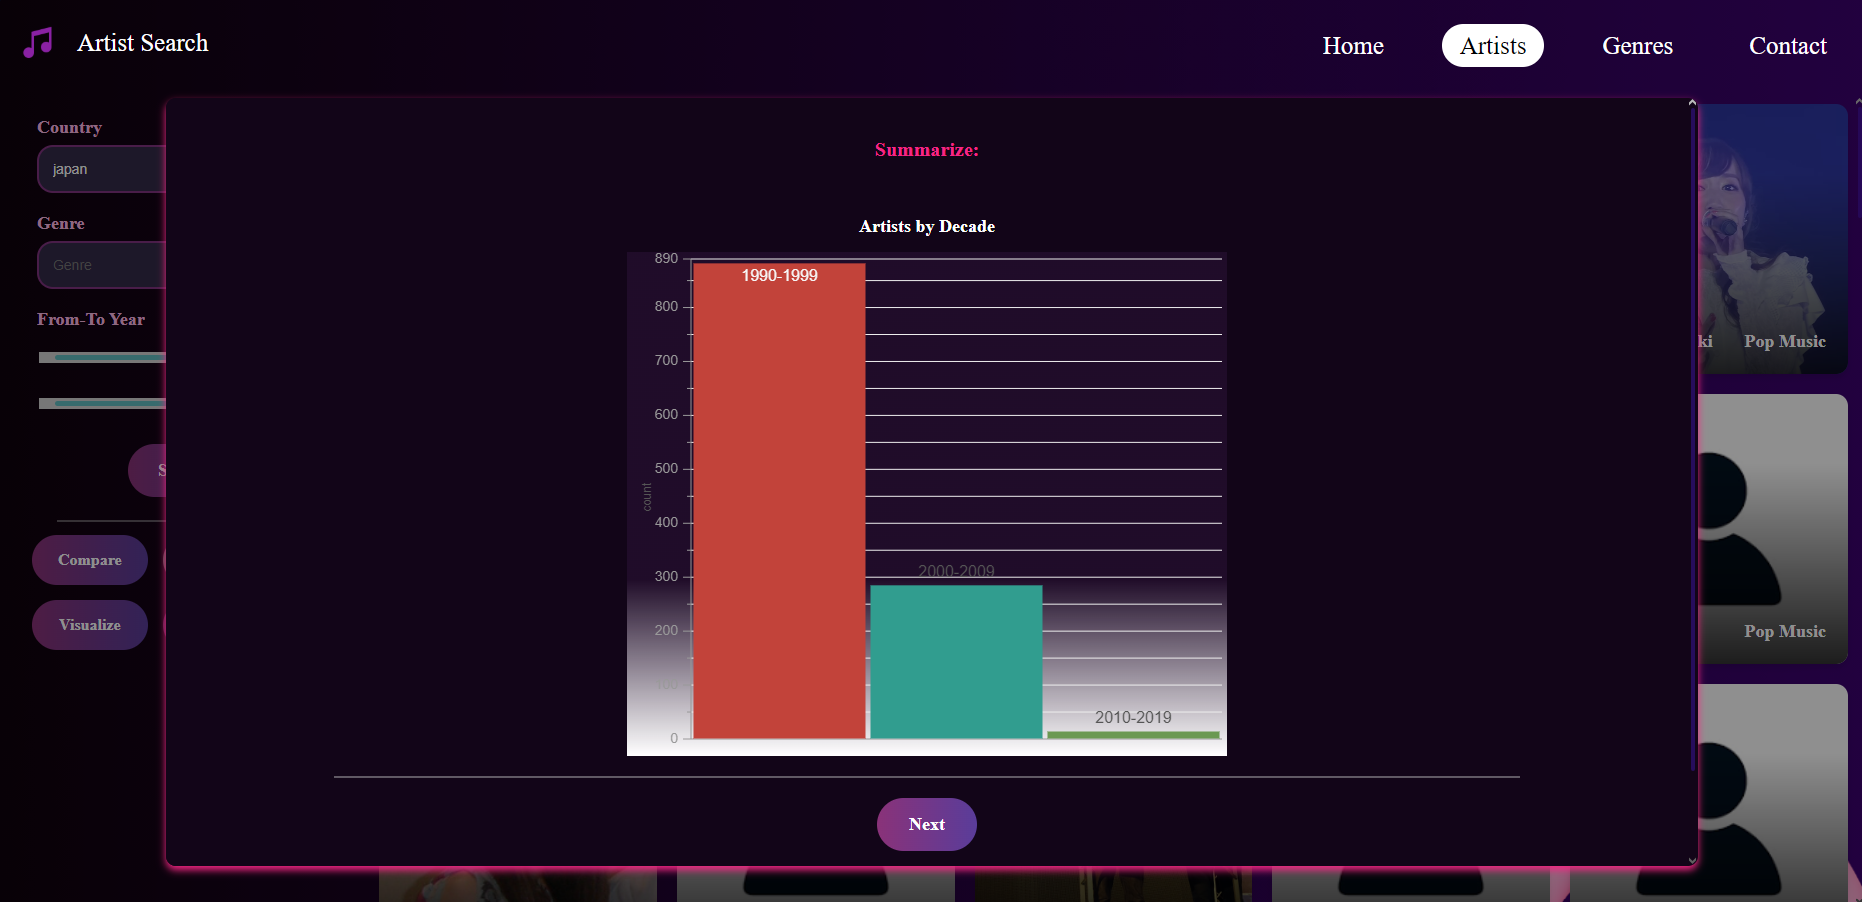 Artist Search
Home
Artists
Genres
Contact
Country
japan
Genre
Genre
From-To Year
S
Compare
Visualize
Summarize:
Artists by Decade
890
800
700
600
500
400
300
200
100
0
count
1990-1999
2000-2009
2010-2019
Next
ki
Pop Music
Pop Music